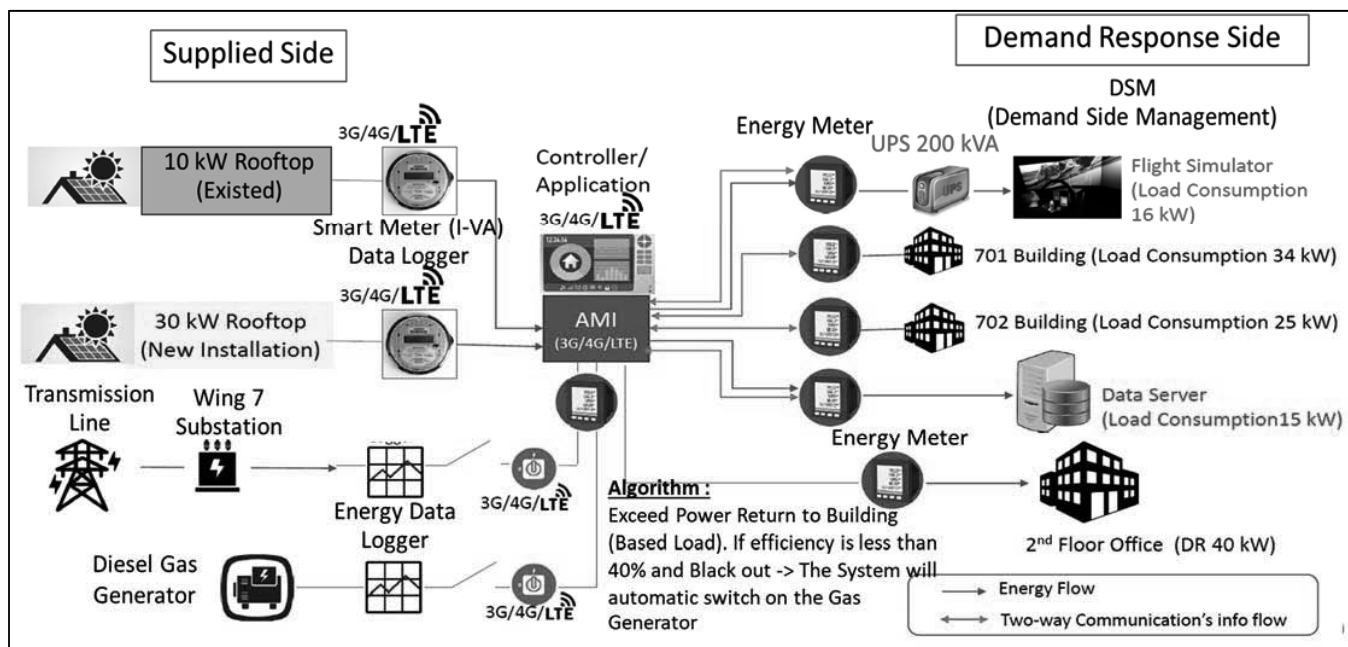 Supplied Side
Demand Response Side
DSM
(Demand Side Management)
3G/4G/LTE
10 kW Rooftop
(Existed)
Smart Meter (I-VA)
Data Logger
Controller/
Application
3G/4G/LTE
12:24:14
Energy Meter
UPS 200 kVA
UPS
Flight Simulator
(Load Consumption
16 kW)
3G/4G/LTE
30 kW Rooftop
(New Installation)
AMI
(3G/4G/LTE)
701 Building (Load Consumption 34 kW)
702 Building (Load Consumption 25 kW)
Data Server
(Load Consumption15 kW)
Transmission
Line
Wing 7
Substation
3G/4G/LTE
Energy Data
Logger
Diesel Gas
Generator
3G/4G/LTE
Algorithm :
Exceed Power Return to Building
(Based Load). If efficiency is less than
40% and Black out -> The System will
automatic switch on the Gas
Generator
Energy Meter
2nd Floor Office (DR 40 kW)
Energy Flow
Two-way Communication's info flow